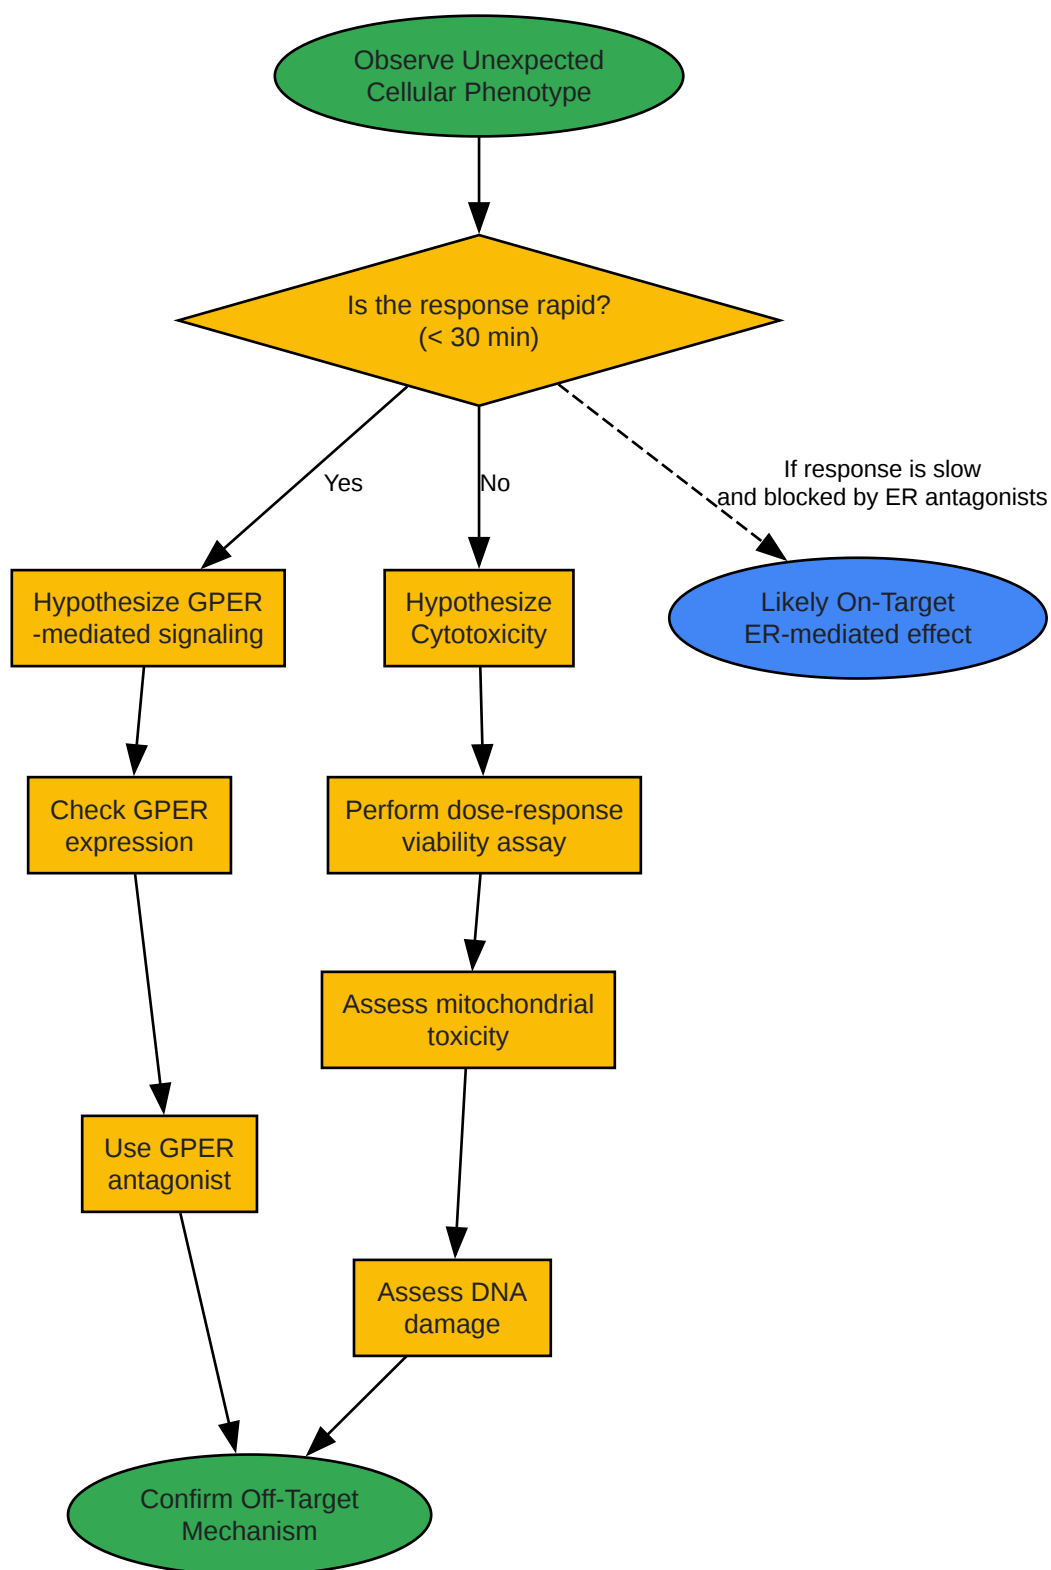 Observe Unexpected
Cellular Phenotype
Is the response rapid?
(< 30 min)
Yes
No
If response is slow
and blocked by ER antagonists
Hypothesize GPER
-mediated signaling
Hypothesize
Cytotoxicity
Likely On-Target
ER-mediated effect
Check GPER
expression
Perform dose-response
viability assay
Assess mitochondrial
toxicity
Use GPER
antagonist
Assess DNA
damage
Confirm Off-Target
Mechanism